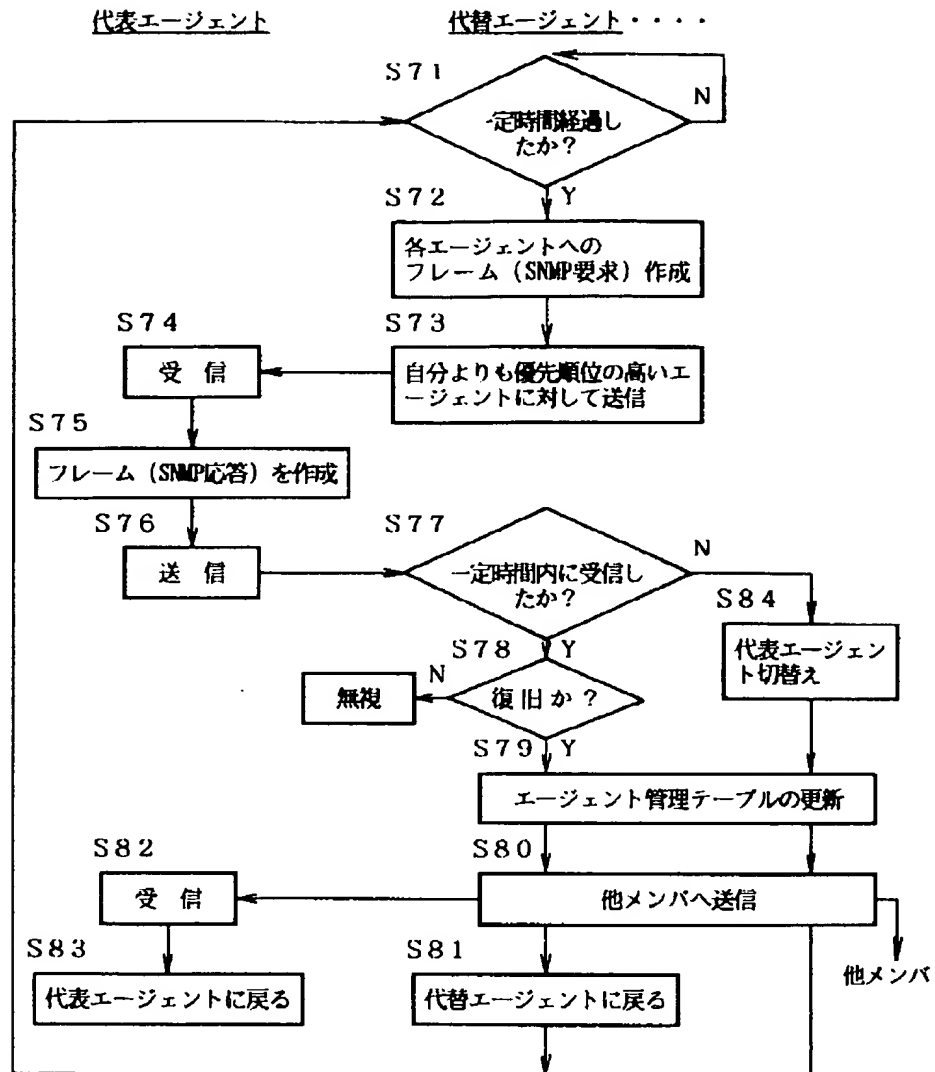 代表エージェント
代替エージェント・・・・
S71
N
一定時間経過し
たか?
S72
Y
各エージェントへの
フレーム(SNMP要求)作成
S74
S73
受 信
自分よりも優先順位の高いエ
ージェントに対して送信
S75
フレーム(SNMP応答)を作成
S76
S77
N
送 信
一定時間内に受信し
たか?
S84
S78
Y
代表エージェン
ト切替え
N
無視
復旧か?
S79
Y
エージェント管理テーブルの更新
S82
S80
受 信
他メンバへ送信
S83
S81
他メンバ
代表エージェントに戻る
代替エージェントに戻る